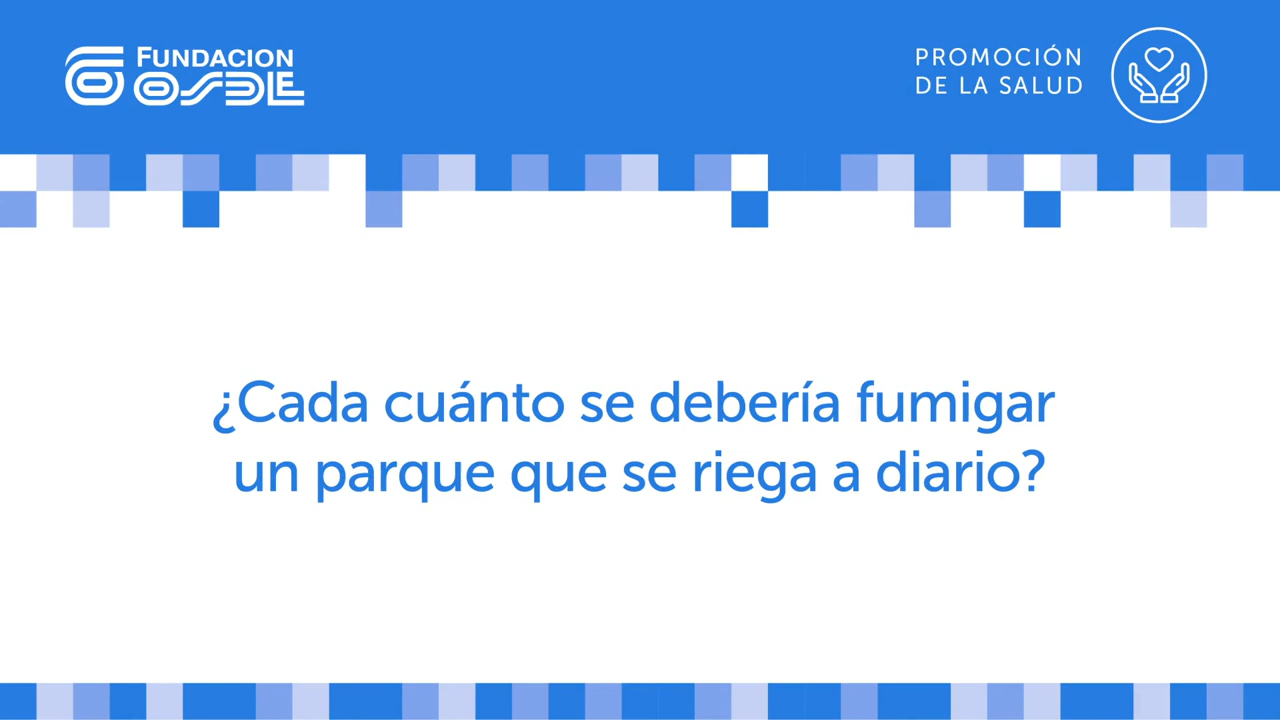 FUNDACION
OSDE
PROMOCIÓN
DE LA SALUD
¿Cada cuánto se debería fumigar
un parque que se riega a diario?